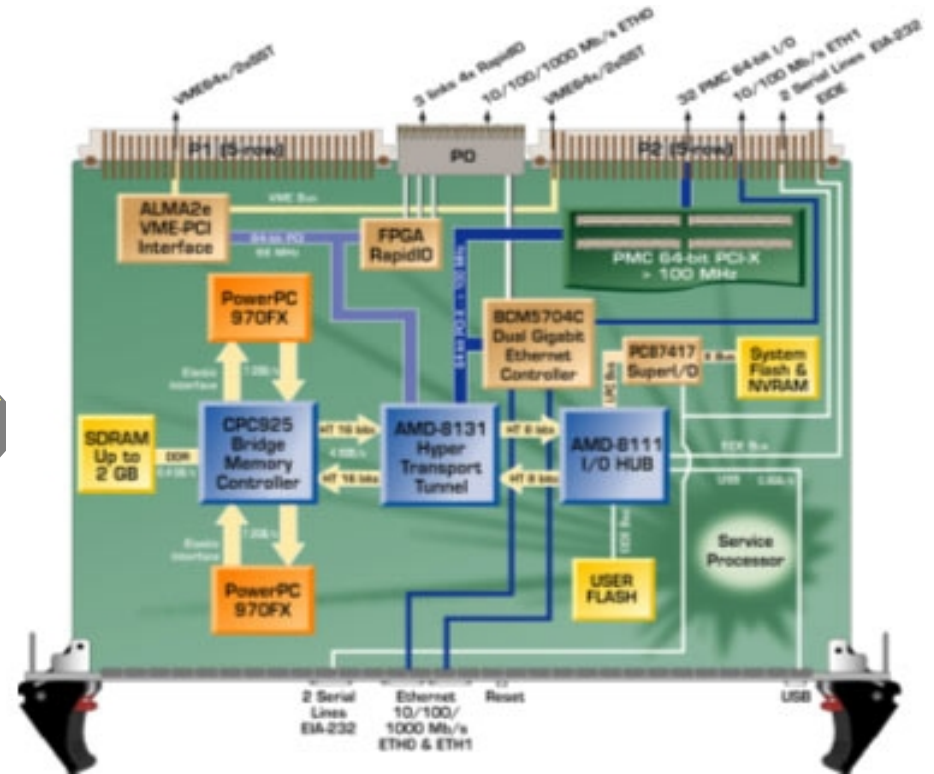 VME64x/2eSST
3 links 4x RapidIO
10/100/1000 Mb/s ETH0
VME64x/2eSST
32 PMC 64-bit I/O
10/100 Mb/s ETH1
2 Serial Lines EIA-232
EIDE
P1 (5-row)
P0
P2 (5-row)
VME Bus
ALMA2e
VME-PCI
Interface
64-bit PCI
66 MHz
FPGA
RapidIO
PMC 64-bit PCI-X
> 100 MHz
PowerPC
970FX
BCM5704C
Dual Gigabit
Ethernet
Controller
PC87417
SuperI/O
X Bus
System
Flash &
NVRAM
LPC Bus
Elastic
Interface
SDRAM
Up to
2 GB
DDR
CPC925
Bridge
Memory
Controller
HT 16 bits
HT 16 bits
AMD-8131
Hyper
Transport
Tunnel
HT 8 bits
HT 8 bits
AMD-8111
I/O HUB
USB
Elastic
Interface
PowerPC
970FX
USER
FLASH
Service
Processor
2 Serial
Lines
EIA-232
Ethernet
10/100/
1000 Mb/s
ETH0 & ETH1
Reset
USB